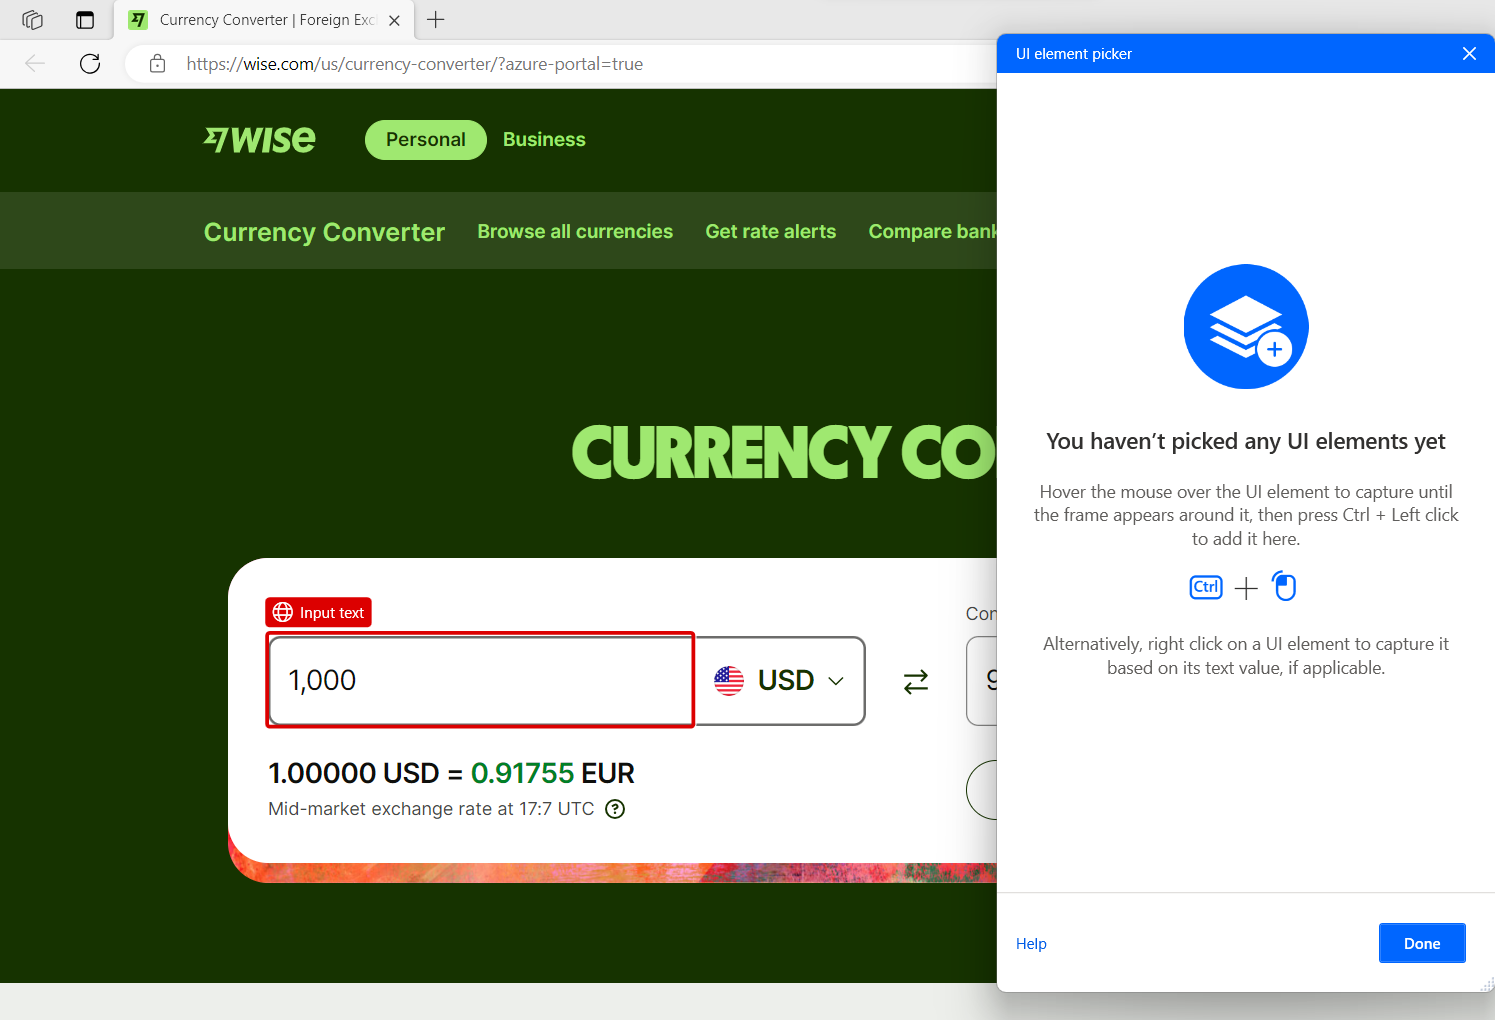 Currency Converter | Foreign Exc
https://wise.com/us/currency-converter/?azure-portal=true
UI element picker
WISE
Personal
Business
Currency Converter
Browse all currencies
Get rate alerts
Compare bank
CURRENCY CO
Input text
Con
1,000
USD
9
1.00000 USD = 0.91755 EUR
Mid-market exchange rate at 17:7 UTC ?
You haven’t picked any UI elements yet
Hover the mouse over the UI element to capture until
the frame appears around it, then press Ctrl + Left click
to add it here.
Ctrl
Alternatively, right click on a UI element to capture it
based on its text value, if applicable.
Help
Done